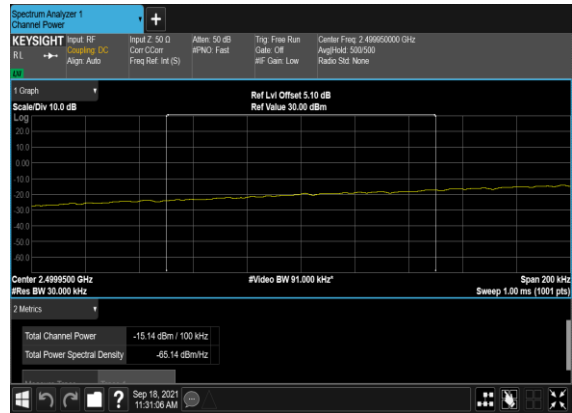 Spectrum Analyzer 1
Channel Power
+
KEYSIGHT Input: RF Input Z: 50 Ω Atten: 50 dB Trig: Free Run Center Freq: 2.499950000 GHz
R L Coupling: DC Corr CCorr #PNO: Fast Gate: Off Avg|Hold: 500/500
Align: Auto Freq Ref: Int (S) #IF Gain: Low Radio Std: None
LV
1 Graph
Ref Lvl Offset 5.10 dB
Scale/Div 10.0 dB Ref Value 30.00 dBm
Log
20.0
10.0
0.00
-10.0
-20.0
-30.0
-40.0
-50.0
-60.0
Center 2.4999500 GHz #Video BW 91.000 kHz* Span 200 kHz
#Res BW 30.000 kHz Sweep 1.00 ms (1001 pts)
2 Metrics
Total Channel Power -15.14 dBm / 100 kHz
Total Power Spectral Density -65.14 dBm/Hz
? Sep 18, 2021
11:31:06 AM